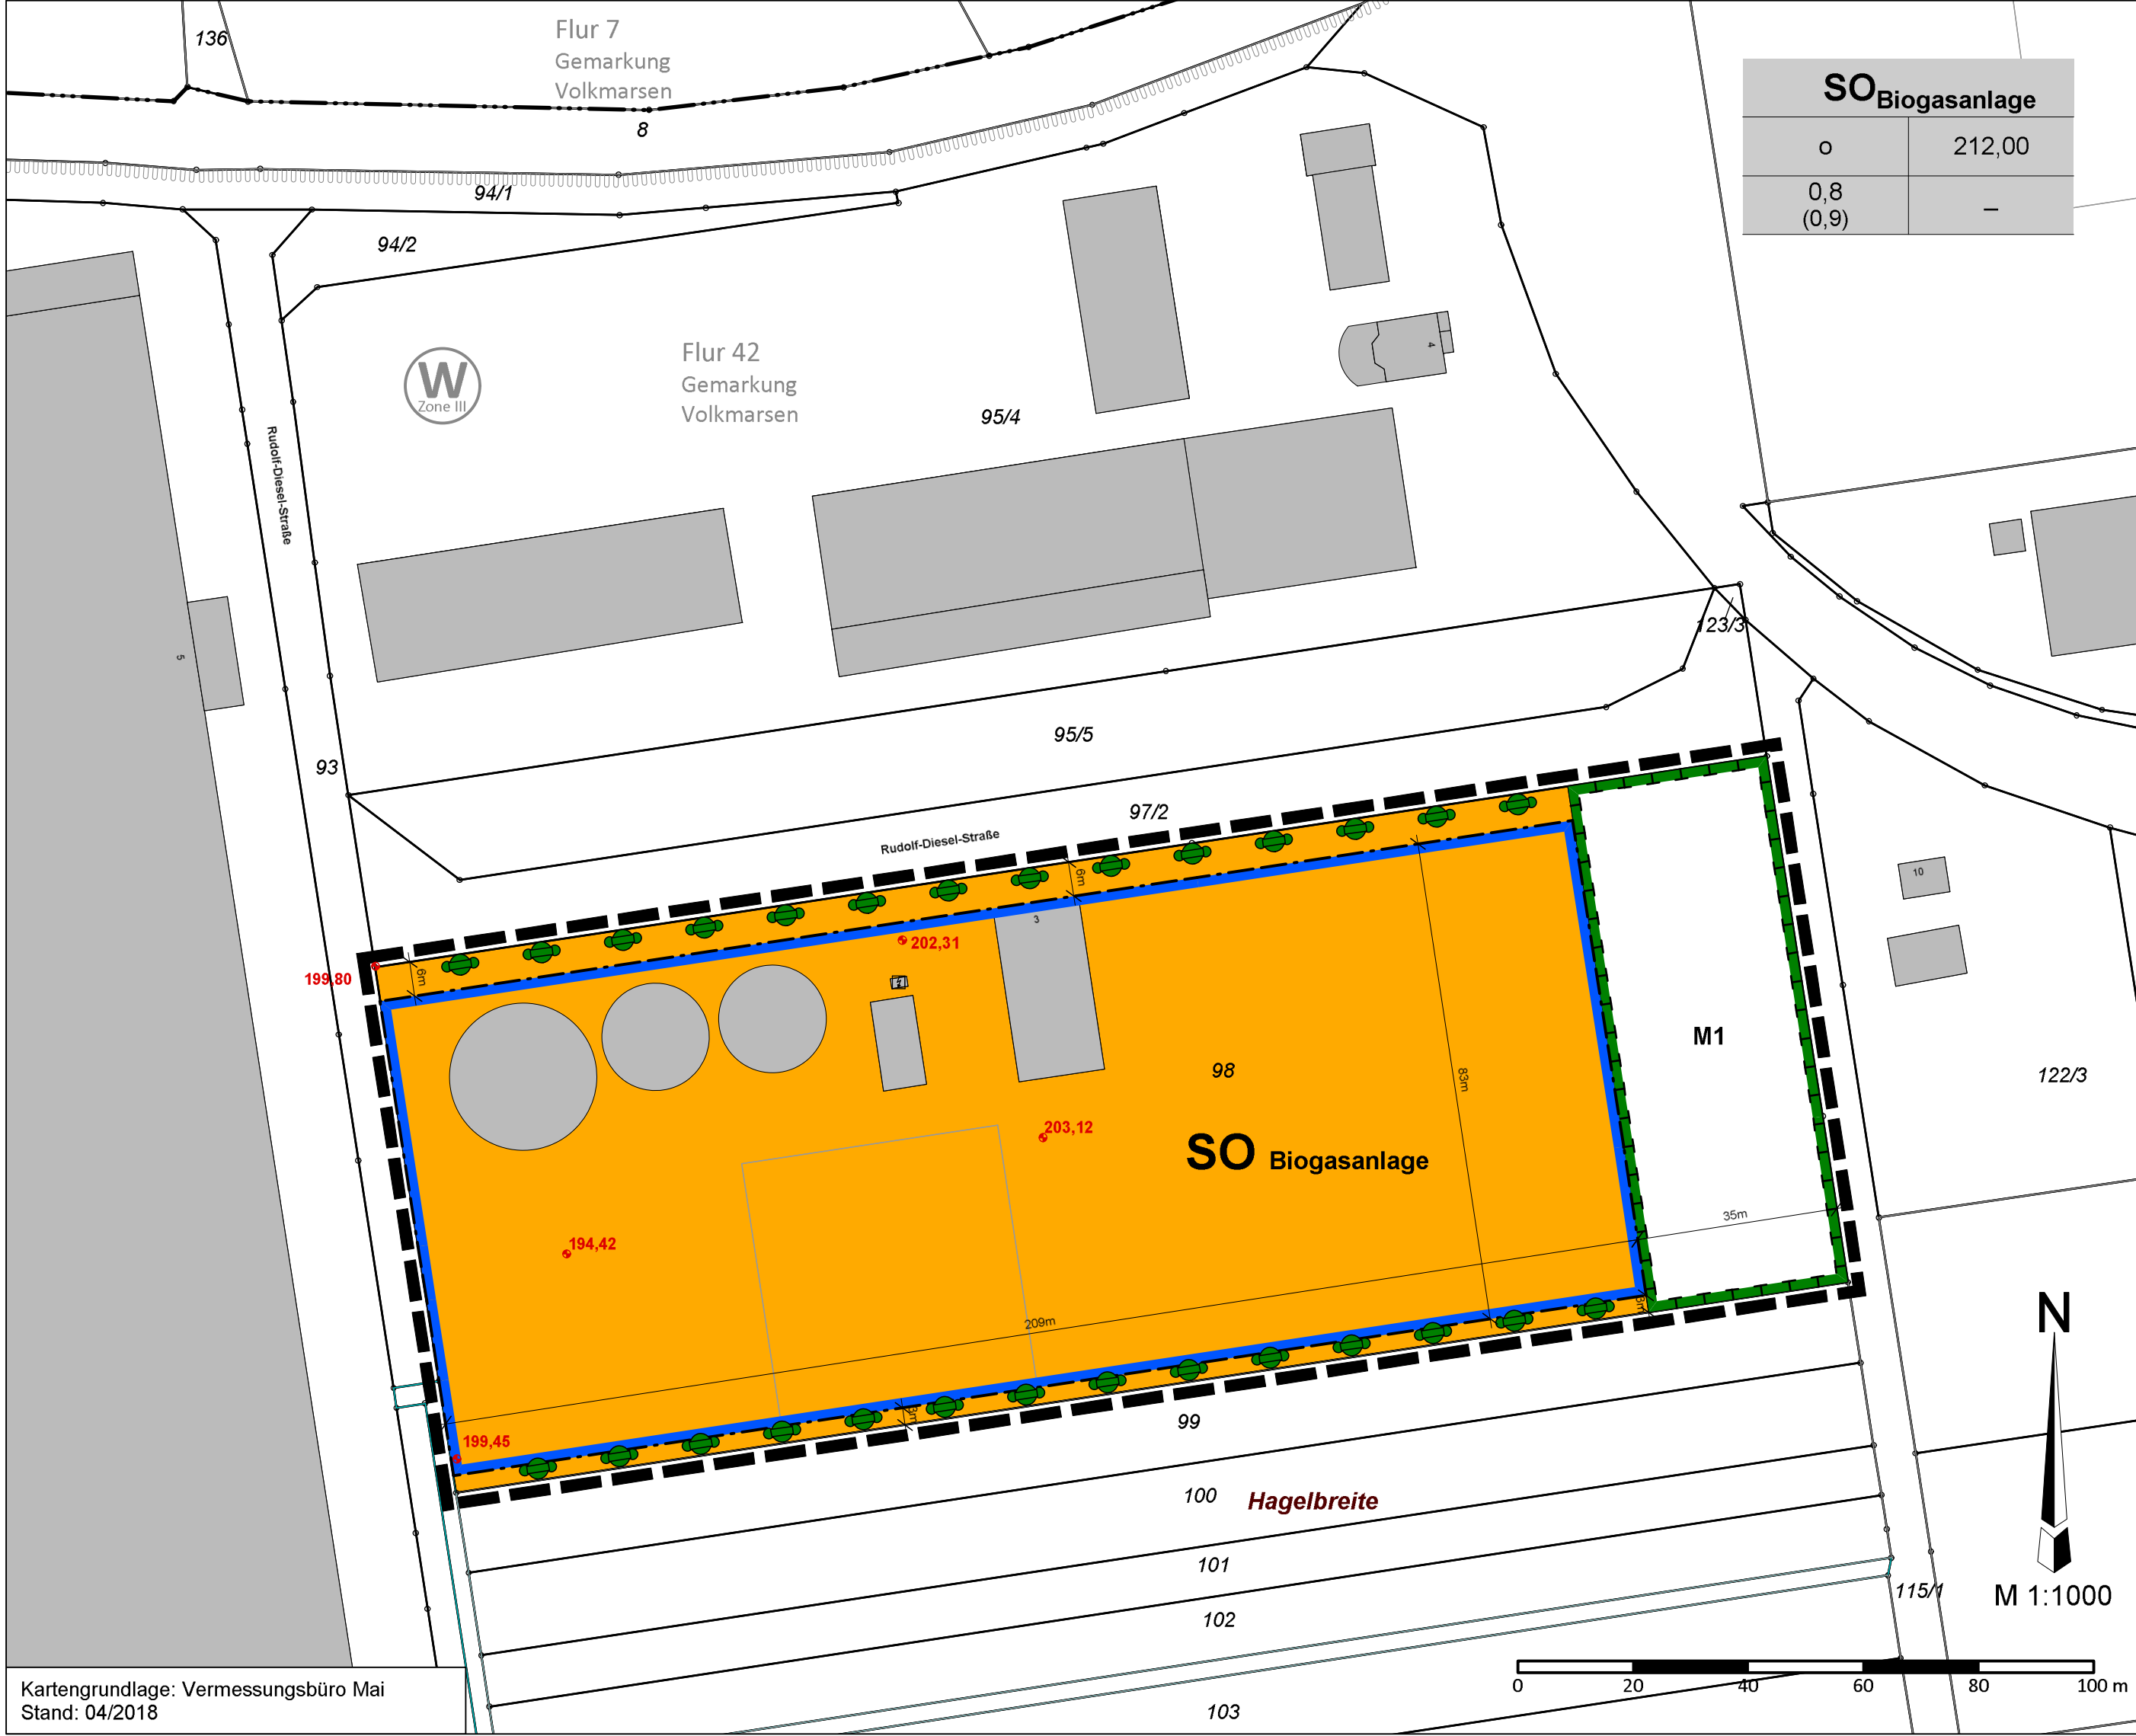 136
Flur 7
Gemarkung
Volkmarsen
8
SO Biogasanlage
o 212,00
0,8
(0,9) –
94/1
94/2
W
Zone III
Flur 42
Gemarkung
Volkmarsen
95/4
4
Rudolf-Diesel-Straße
5
123/3
95/5
93
97/2
Rudolf-Diesel-Straße
6m
10
3
202,31
199,80
6m
M1
98
83m
122/3
203,12
SO Biogasanlage
35m
194,42
209m
3m
3m
99
199,45
N
100
Hagelbreite
101
115/1
M 1:1000
102
0 20 40 60 80 100 m
Kartengrundlage: Vermessungsbüro Mai
Stand: 04/2018
103